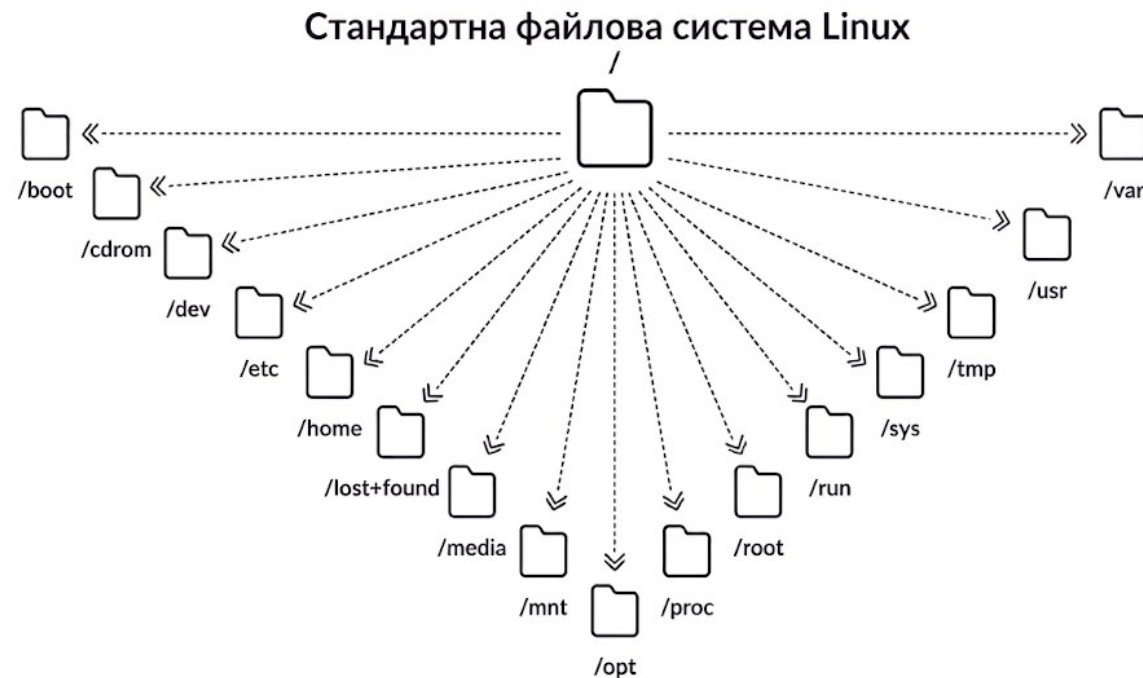 Стандартна файлова система Linux
/
/boot
/var
/cdrom
/dev
/usr
/etc
/tmp
/home
/sys
/lost+found
/run
/media
/root
/mnt
/proc
/opt